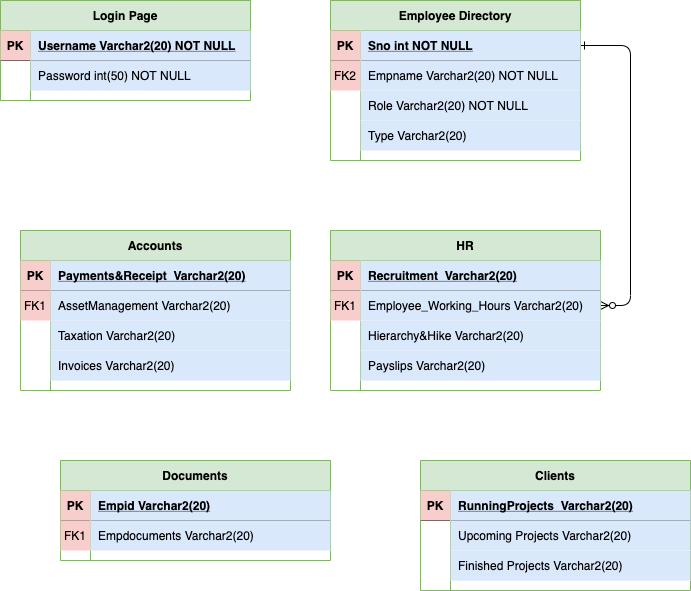 Login Page
PK Username Varchar2(20) NOT NULL
Password int(50) NOT NULL
Employee Directory
PK Sno int NOT NULL
FK2 Empname Varchar2(20) NOT NULL
Role Varchar2(20) NOT NULL
Type Varchar2(20)
Accounts
PK Payments&Receipt Varchar2(20)
FK1 AssetManagement Varchar2(20)
Taxation Varchar2(20)
Invoices Varchar2(20)
HR
PK Recruitment Varchar2(20)
FK1 Employee_Working_Hours Varchar2(20)
Hierarchy&Hike Varchar2(20)
Payslips Varchar2(20)
Documents
PK Empid Varchar2(20)
FK1 Empdocuments Varchar2(20)
Clients
PK RunningProjects Varchar2(20)
Upcoming Projects Varchar2(20)
Finished Projects Varchar2(20)